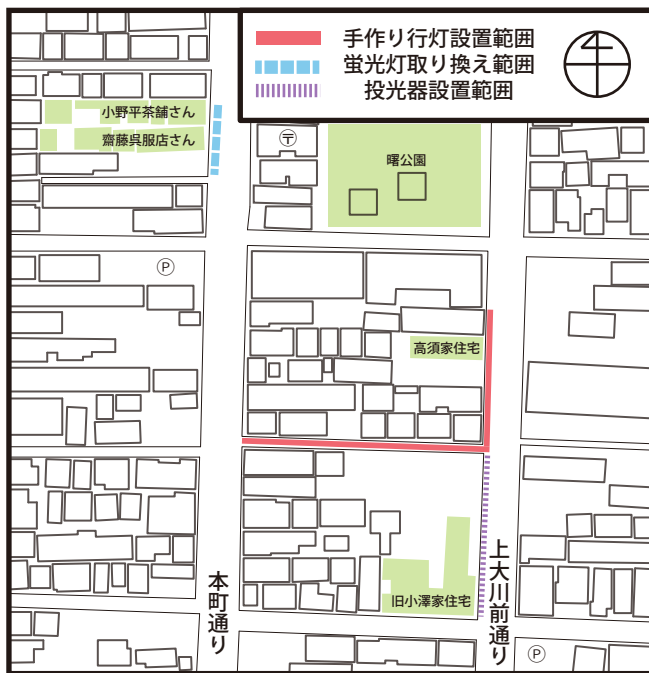 手作り行灯設置範囲
蛍光灯取り換え範囲
投光器設置範囲
小野平茶舗さん
齋藤呉服店さん
〒
曙公園
P
高須家住宅
旧小澤家住宅
本町通り
上大川前通り
P